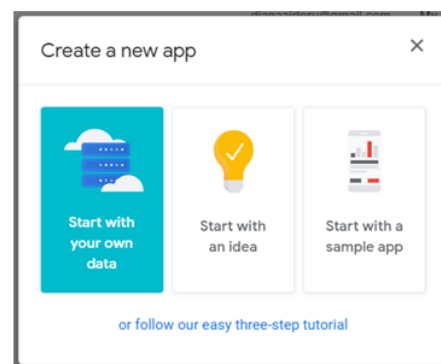 Create a new app
Start with
your own
data
Start with
an idea
Start with a
sample app
or follow our easy three-step tutorial